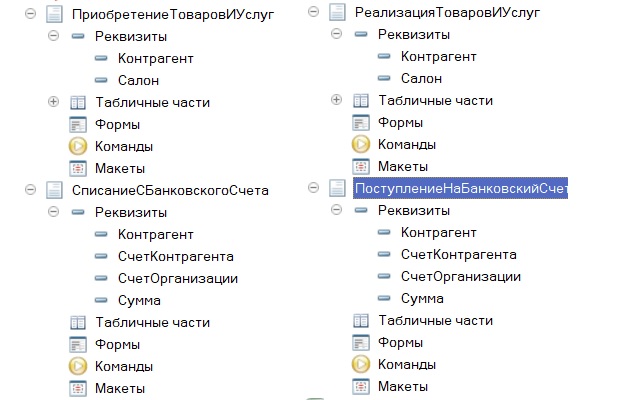 ПриобретениеТоваровИУслуг
Реквизиты
Контрагент
Салон
Табличные части
Формы
Команды
Макеты
СписаниеСБанковскогоСчета
Реквизиты
Контрагент
СчетКонтрагента
СчетОрганизации
Сумма
Табличные части
Формы
Команды
Макеты
РеализацияТоваровИУслуг
Реквизиты
Контрагент
Салон
Табличные части
Формы
Команды
Макеты
ПоступлениеНаБанковскийСчет
Реквизиты
Контрагент
СчетКонтрагента
СчетОрганизации
Сумма
Табличные части
Формы
Команды
Макеты